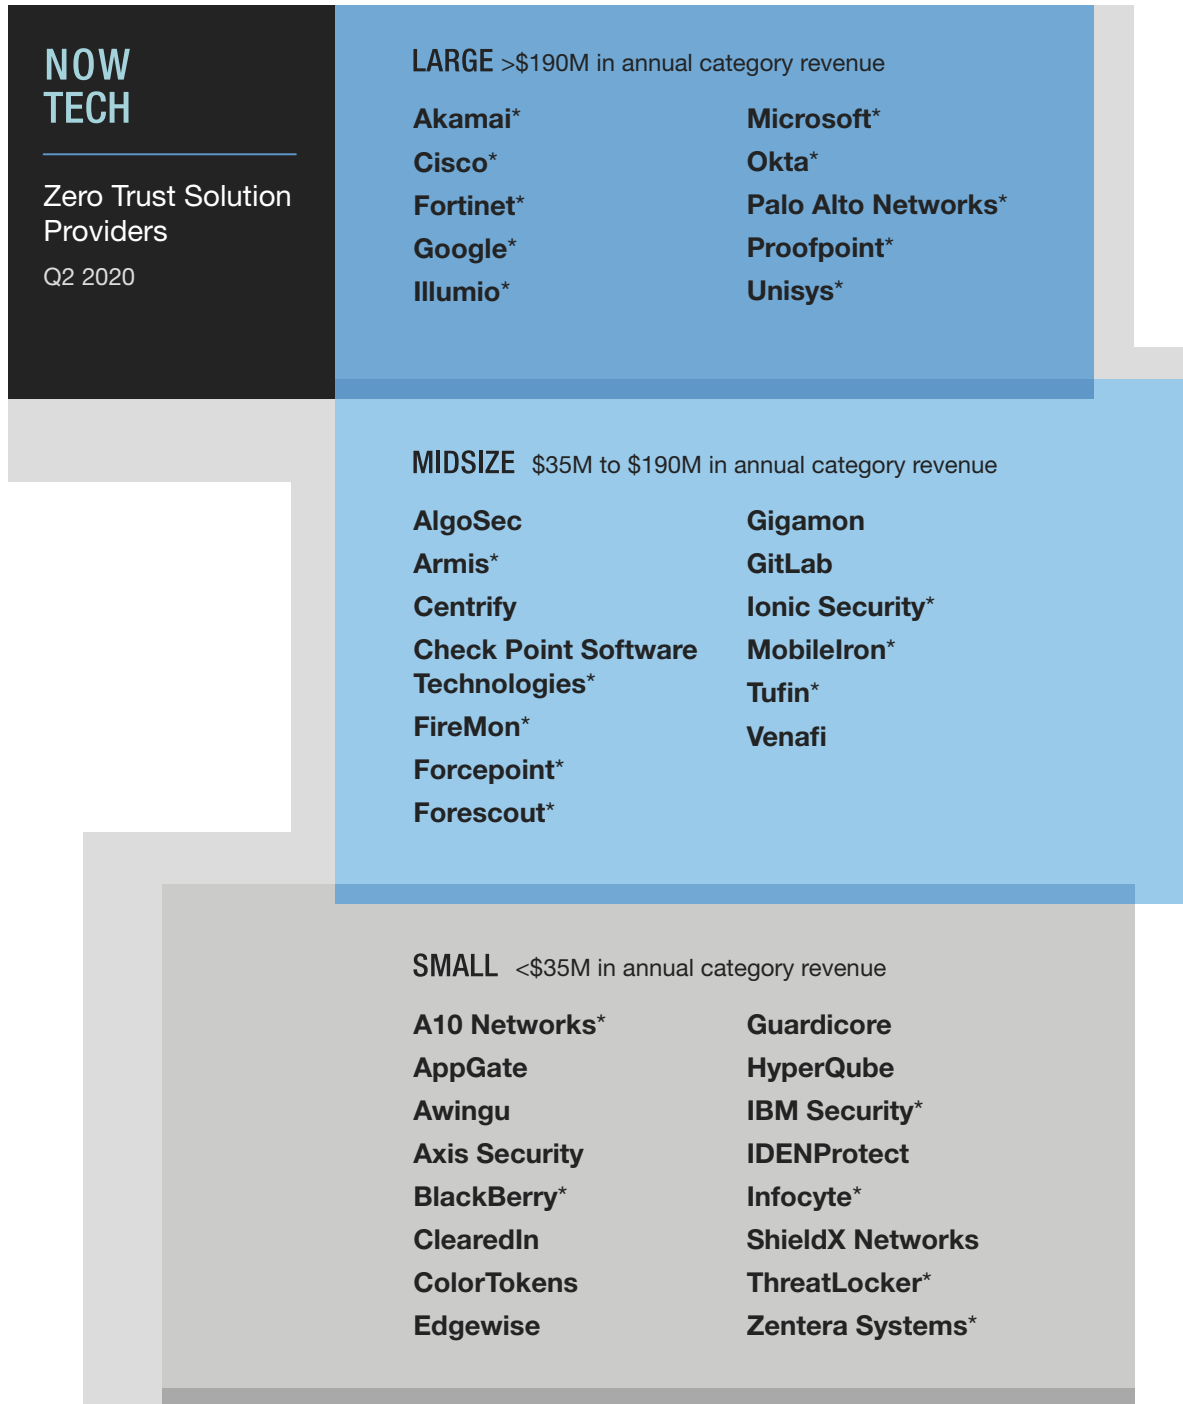 NOW
TECH
Zero Trust Solution
Providers
Q2 2020
LARGE >$190M in annual category revenue
Akamai*
Cisco*
Fortinet*
Google*
Illumio*
Microsoft*
Okta*
Palo Alto Networks*
Proofpoint*
Unisys*
MIDSIZE $35M to $190M in annual category revenue
AlgoSec
Armis*
Centrify
Check Point Software
Technologies*
FireMon*
Forcepoint*
Forescout*
Gigamon
GitLab
Ionic Security*
MobileIron*
Tufin*
Venafi
SMALL <$35M in annual category revenue
A10 Networks*
AppGate
Awingu
Axis Security
BlackBerry*
ClearedIn
ColorTokens
Edgewise
Guardicore
HyperQube
IBM Security*
IDENProtect
Infocyte*
ShieldX Networks
ThreatLocker*
Zentera Systems*